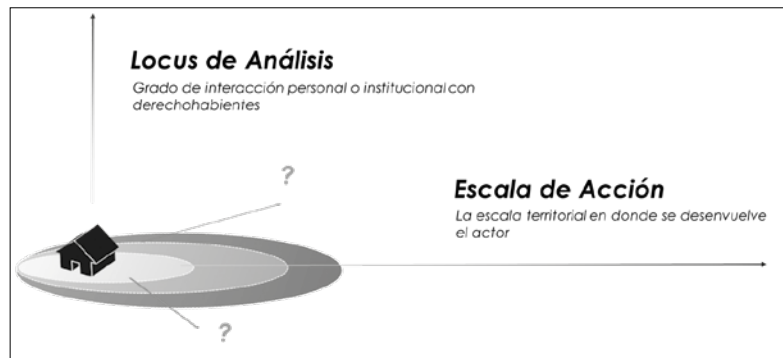 Locus de Análisis
Grado de interacción personal o institucional con
derechohabientes
?
Escala de Acción
La escala territorial en donde se desenvuelve
el actor
?